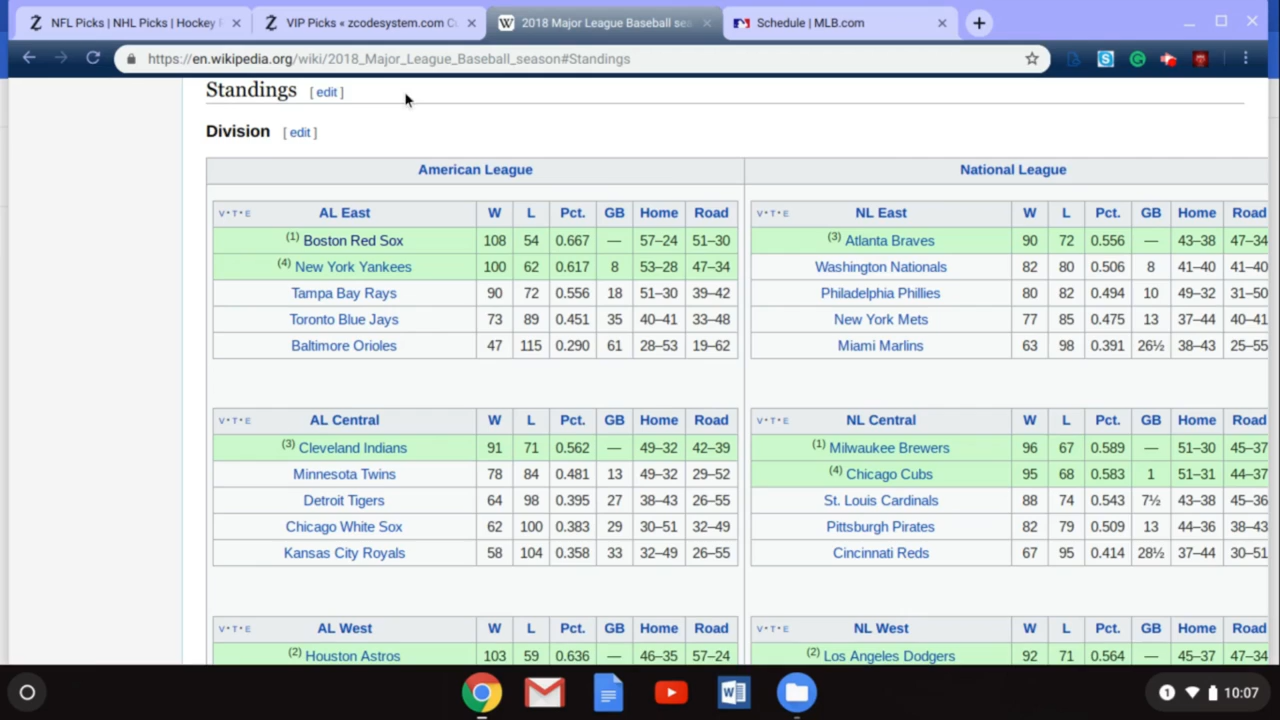 NFL Picks | NHL Picks | Hockey
VIP Picks « zcodesystem.com
2018 Major League Baseball sea
Schedule | MLB.com
https://en.wikipedia.org/wiki/2018_Major_League_Baseball_season#Standings
Standings [ edit ]
Division [ edit ]
American League National League
V·T·E AL East W L Pct. GB Home Road V·T·E NL East W L Pct. GB Home Road
(1) Boston Red Sox 108 54 0.667 — 57–24 51–30 (3) Atlanta Braves 90 72 0.556 — 43–38 47–34
(4) New York Yankees 100 62 0.617 8 53–28 47–34 Washington Nationals 82 80 0.506 8 41–40 41–40
Tampa Bay Rays 90 72 0.556 18 51–30 39–42 Philadelphia Phillies 80 82 0.494 10 49–32 31–50
Toronto Blue Jays 73 89 0.451 35 40–41 33–48 New York Mets 77 85 0.475 13 37–44 40–41
Baltimore Orioles 47 115 0.290 61 28–53 19–62 Miami Marlins 63 98 0.391 26½ 38–43 25–55
V·T·E AL Central W L Pct. GB Home Road V·T·E NL Central W L Pct. GB Home Road
(3) Cleveland Indians 91 71 0.562 — 49–32 42–39 (1) Milwaukee Brewers 96 67 0.589 — 51–30 45–37
Minnesota Twins 78 84 0.481 13 49–32 29–52 (4) Chicago Cubs 95 68 0.583 1 51–31 44–37
Detroit Tigers 64 98 0.395 27 38–43 26–55 St. Louis Cardinals 88 74 0.543 7½ 43–38 45–36
Chicago White Sox 62 100 0.383 29 30–51 32–49 Pittsburgh Pirates 82 79 0.509 13 44–36 38–43
Kansas City Royals 58 104 0.358 33 32–49 26–55 Cincinnati Reds 67 95 0.414 28½ 37–44 30–51
V·T·E AL West W L Pct. GB Home Road V·T·E NL West W L Pct. GB Home Road
(2) Houston Astros 103 59 0.636 — 46–35 57–24 (2) Los Angeles Dodgers 92 71 0.564 — 45–37 47–34
1 10:07